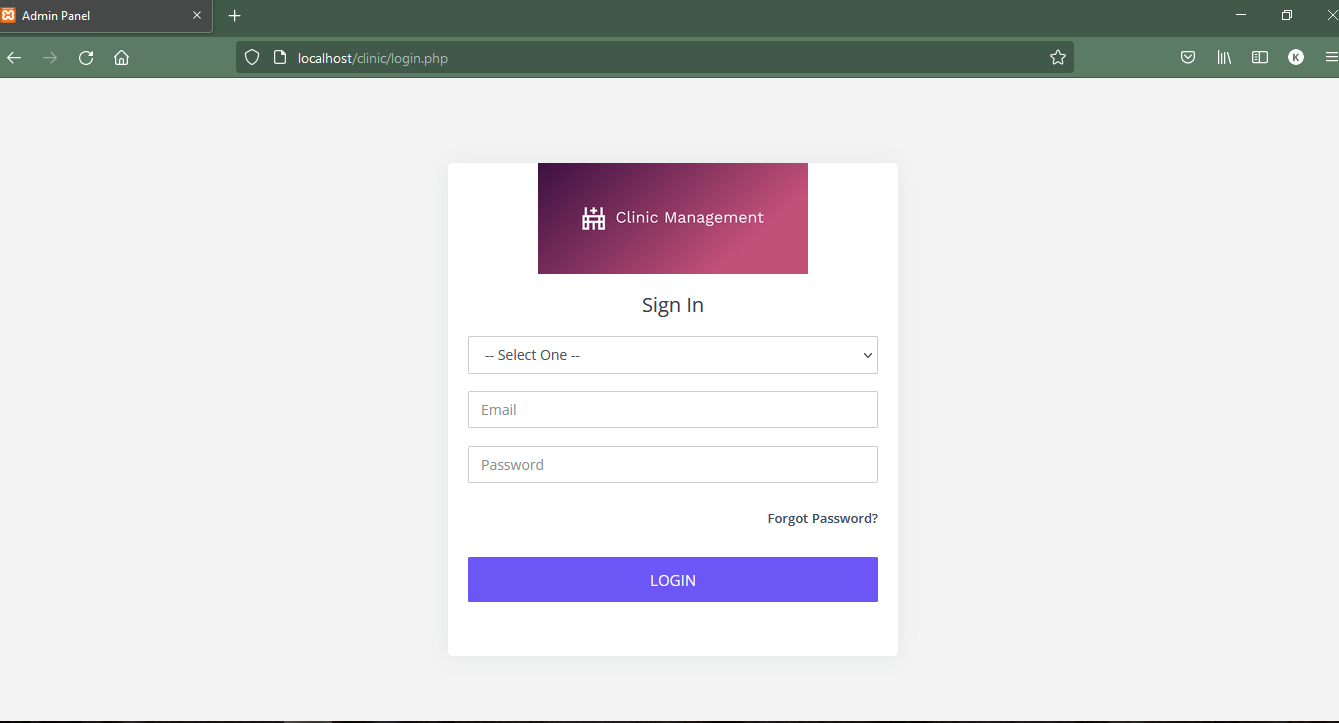 Admin Panel
localhost/clinic/login.php
K
Clinic Management
Sign In
-- Select One --
Email
Password
Forgot Password?
LOGIN